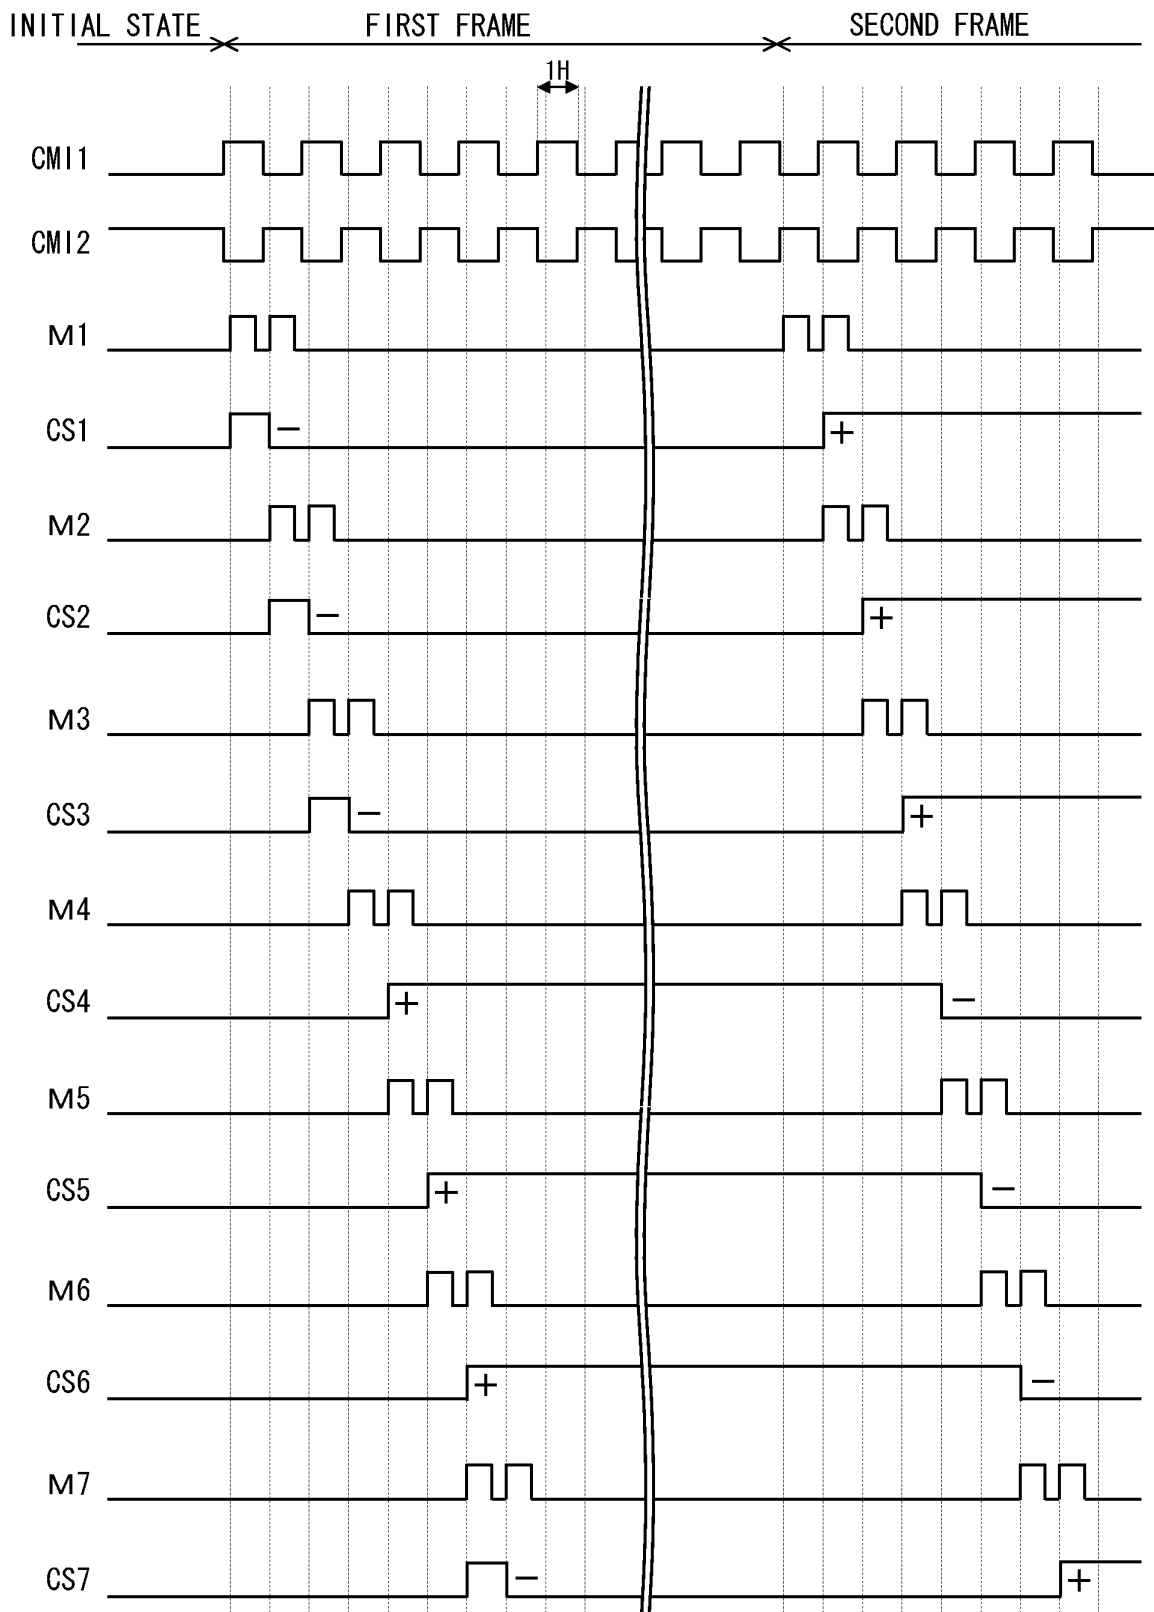 INITIAL STATE FIRST FRAME SECOND FRAME
1H
CMI1
CMI2
M1
CS1 − +
M2
CS2 − +
M3
CS3 − +
M4
CS4 + −
M5
CS5 + −
M6
CS6 + −
M7
CS7 − +